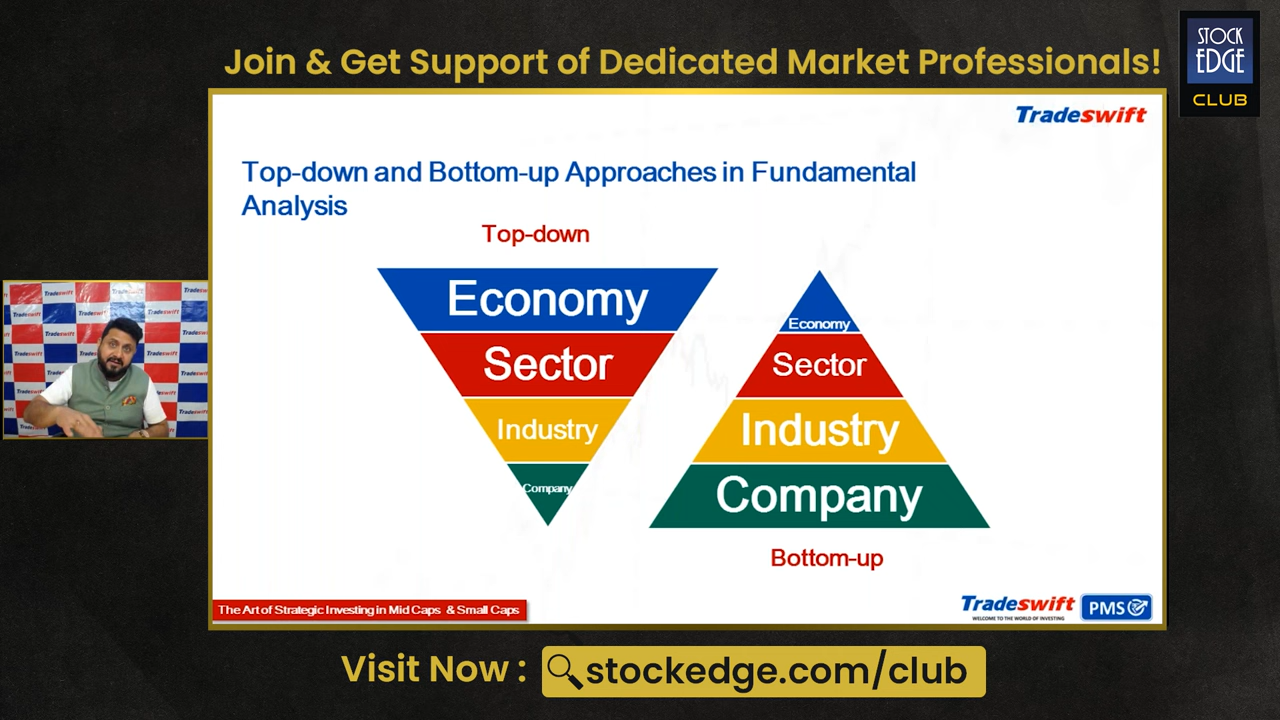 Join & Get Support of Dedicated Market Professionals!
STOCK
EDGE
CLUB
Tradeswift
Top-down and Bottom-up Approaches in Fundamental
Analysis
Top-down
Economy
Sector
Industry
Company
Economy
Sector
Industry
Company
Bottom-up
The Art of Strategic Investing in Mid Caps & Small Caps
Tradeswift
WELCOME TO THE WORLD OF INVESTING
PMS
Visit Now : stockedge.com/club